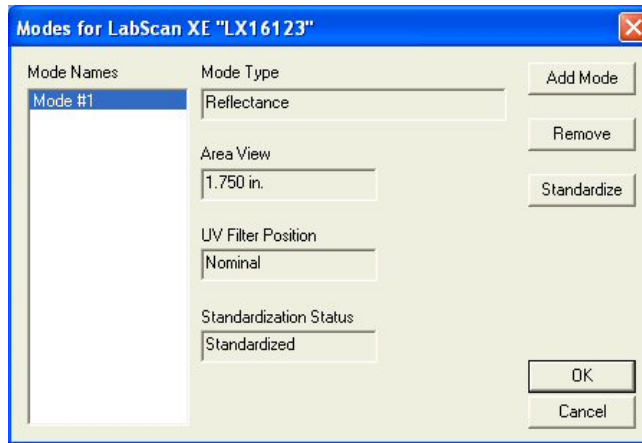 Modes for LabScan XE "LX16123"
Mode Names
Mode #1
Mode Type
Reflectance
Area View
1.750 in.
UV Filter Position
Nominal
Standardization Status
Standardized
Add Mode
Remove
Standardize
OK
Cancel